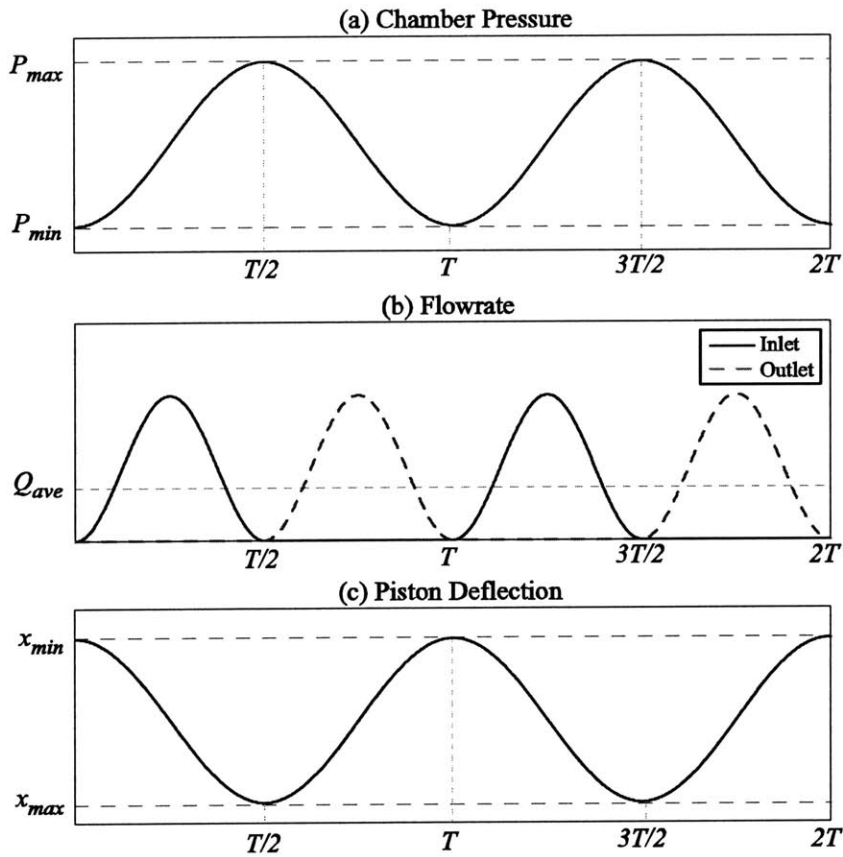 (a) Chamber Pressure
P_max
P_min
T/2 T 3T/2 2T
(b) Flowrate
Inlet
Outlet
Q_ave
T/2 T 3T/2 2T
(c) Piston Deflection
x_min
x_max
T/2 T 3T/2 2T